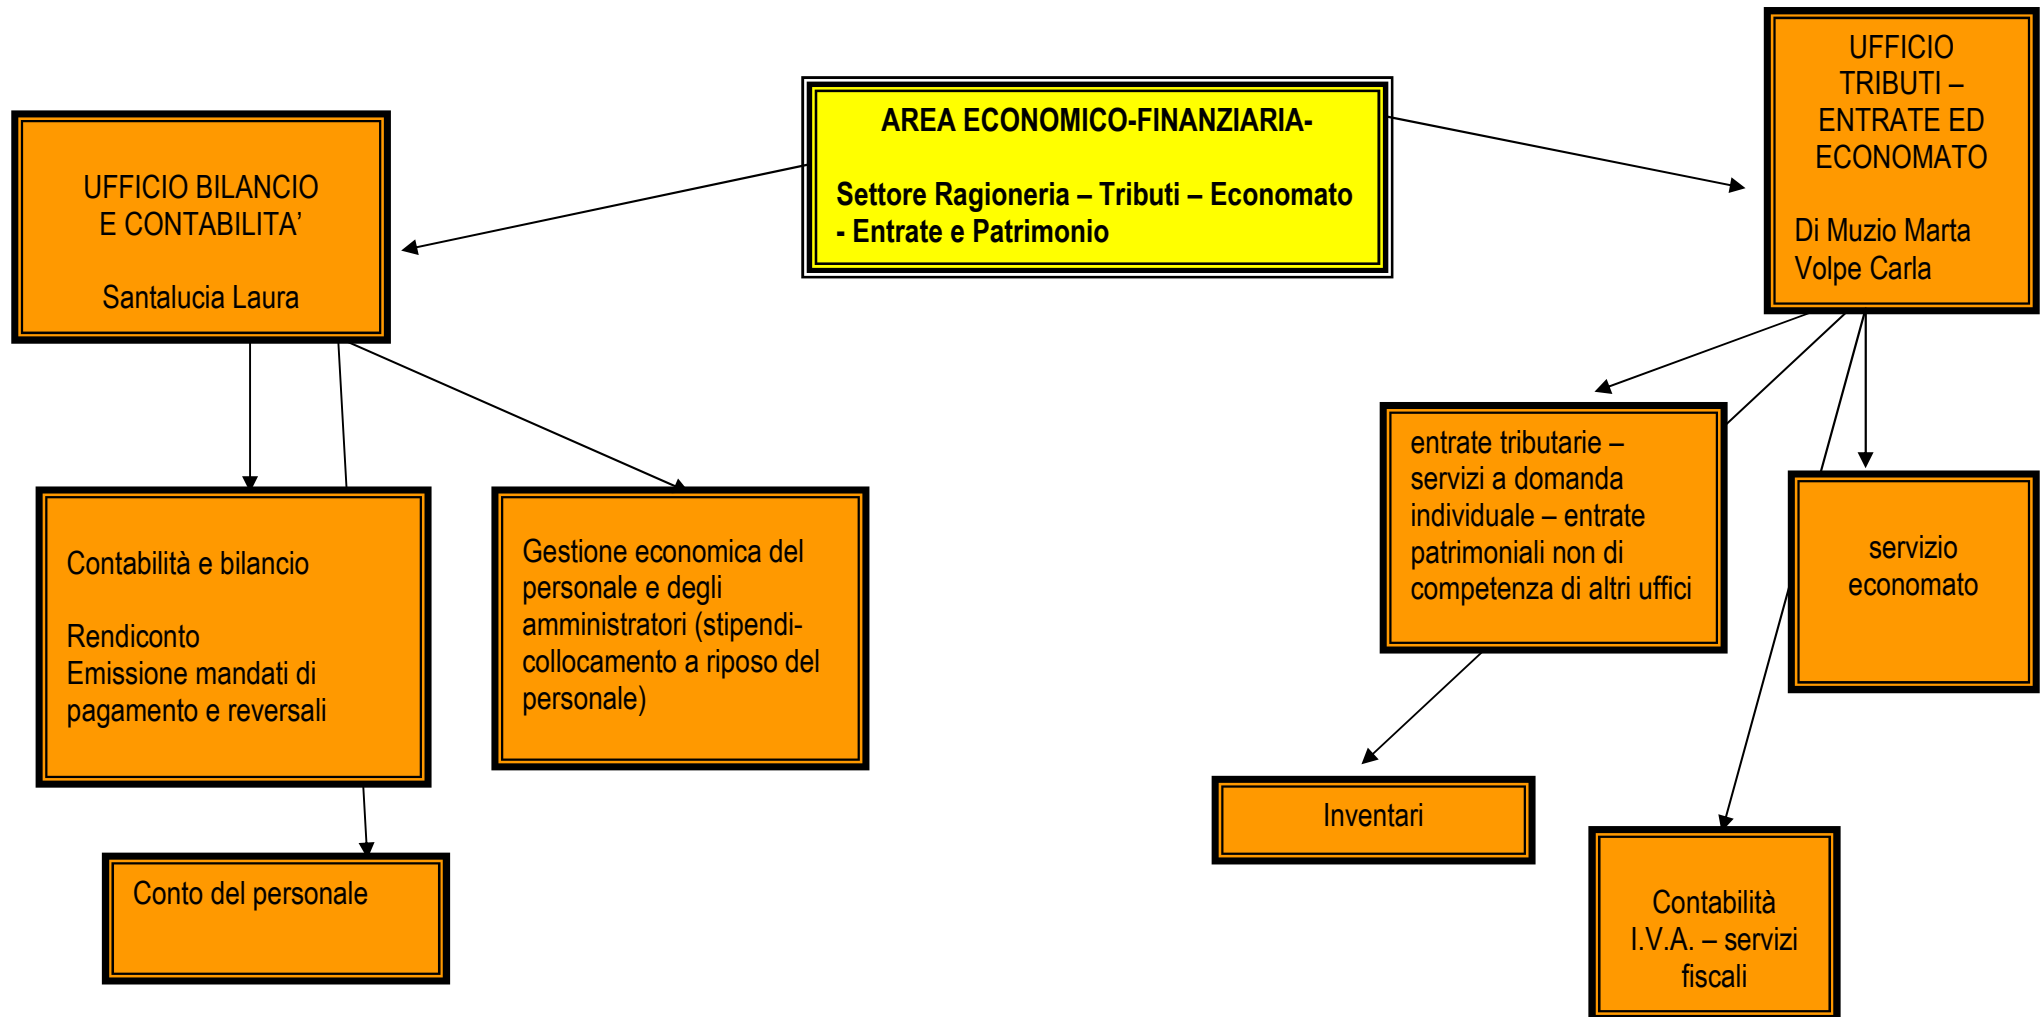 UFFICIO
TRIBUTI –
ENTRATE ED
ECONOMATO
Di Muzio Marta
Volpe Carla
AREA ECONOMICO-FINANZIARIA-
Settore Ragioneria – Tributi – Economato
- Entrate e Patrimonio
UFFICIO BILANCIO
E CONTABILITA’
Santalucia Laura
Contabilità e bilancio
Rendiconto
Emissione mandati di
pagamento e reversali
Gestione economica del
personale e degli
amministratori (stipendi-
collocamento a riposo del
personale)
entrate tributarie –
servizi a domanda
individuale – entrate
patrimoniali non di
competenza di altri uffici
servizio
economato
Inventari
Conto del personale
Contabilità
I.V.A. – servizi
fiscali